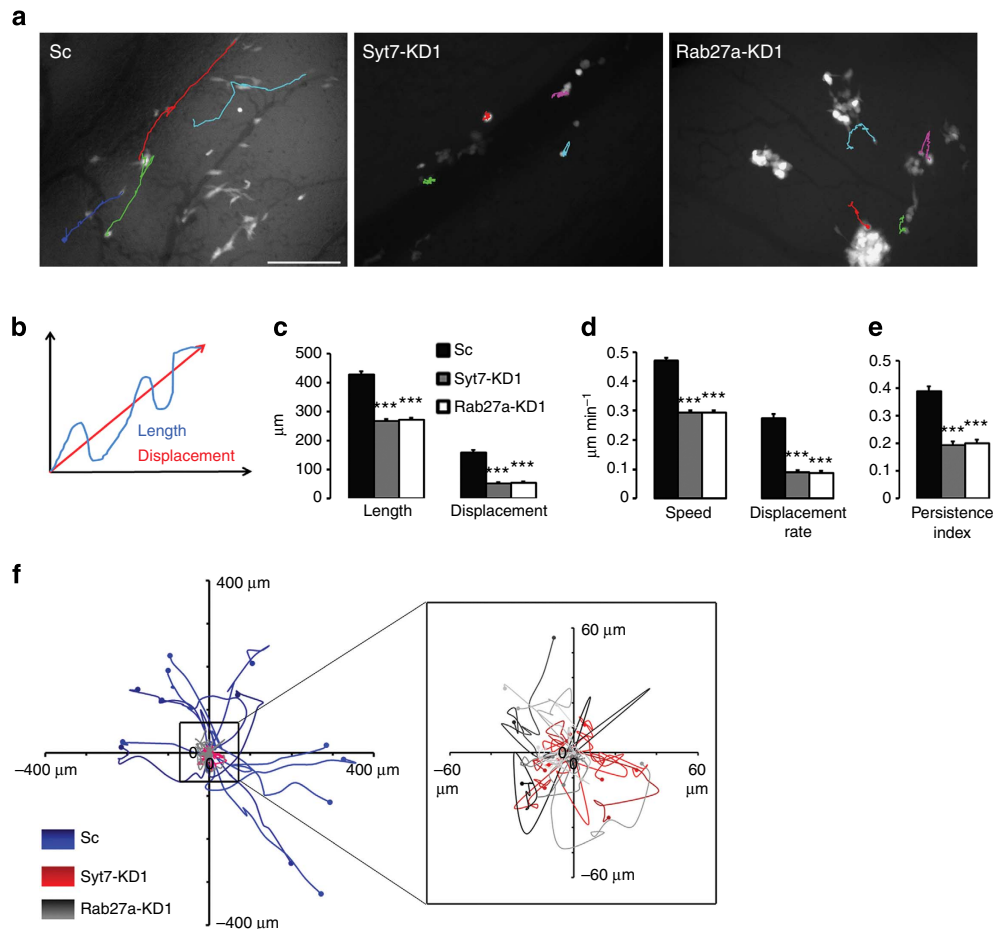 a
Sc
Syt7-KD1
Rab27a-KD1
b
Length
Displacement
c
μm
500
400
300
200
100
0
Length
Displacement
Sc
Syt7-KD1
Rab27a-KD1
*** ***
*** ***
d
μm min⁻¹
0.5
0.4
0.3
0.2
0.1
0
*** ***
*** ***
Speed
Displacement
rate
e
0.5
0.4
0.3
0.2
0.1
0
*** ***
Persistence
index
f
400 μm
−400 μm
0
0
400 μm
−400 μm
Sc
Syt7-KD1
Rab27a-KD1
60 μm
−60
μm
0
0
60
μm
−60 μm